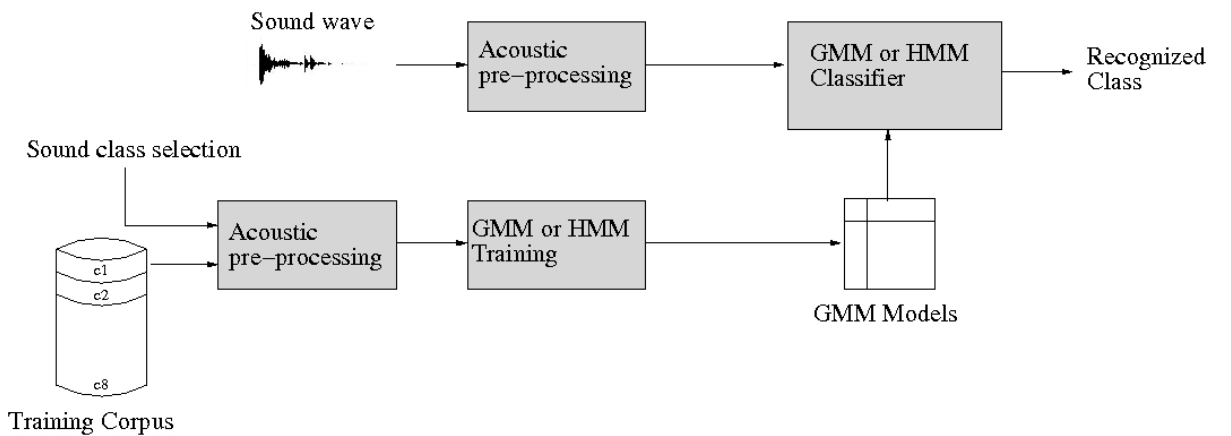 Sound wave
Acoustic
pre-processing
GMM or HMM
Classifier
Recognized
Class
Sound class selection
Acoustic
pre-processing
GMM or HMM
Training
c1
c2
c8
GMM Models
Training Corpus